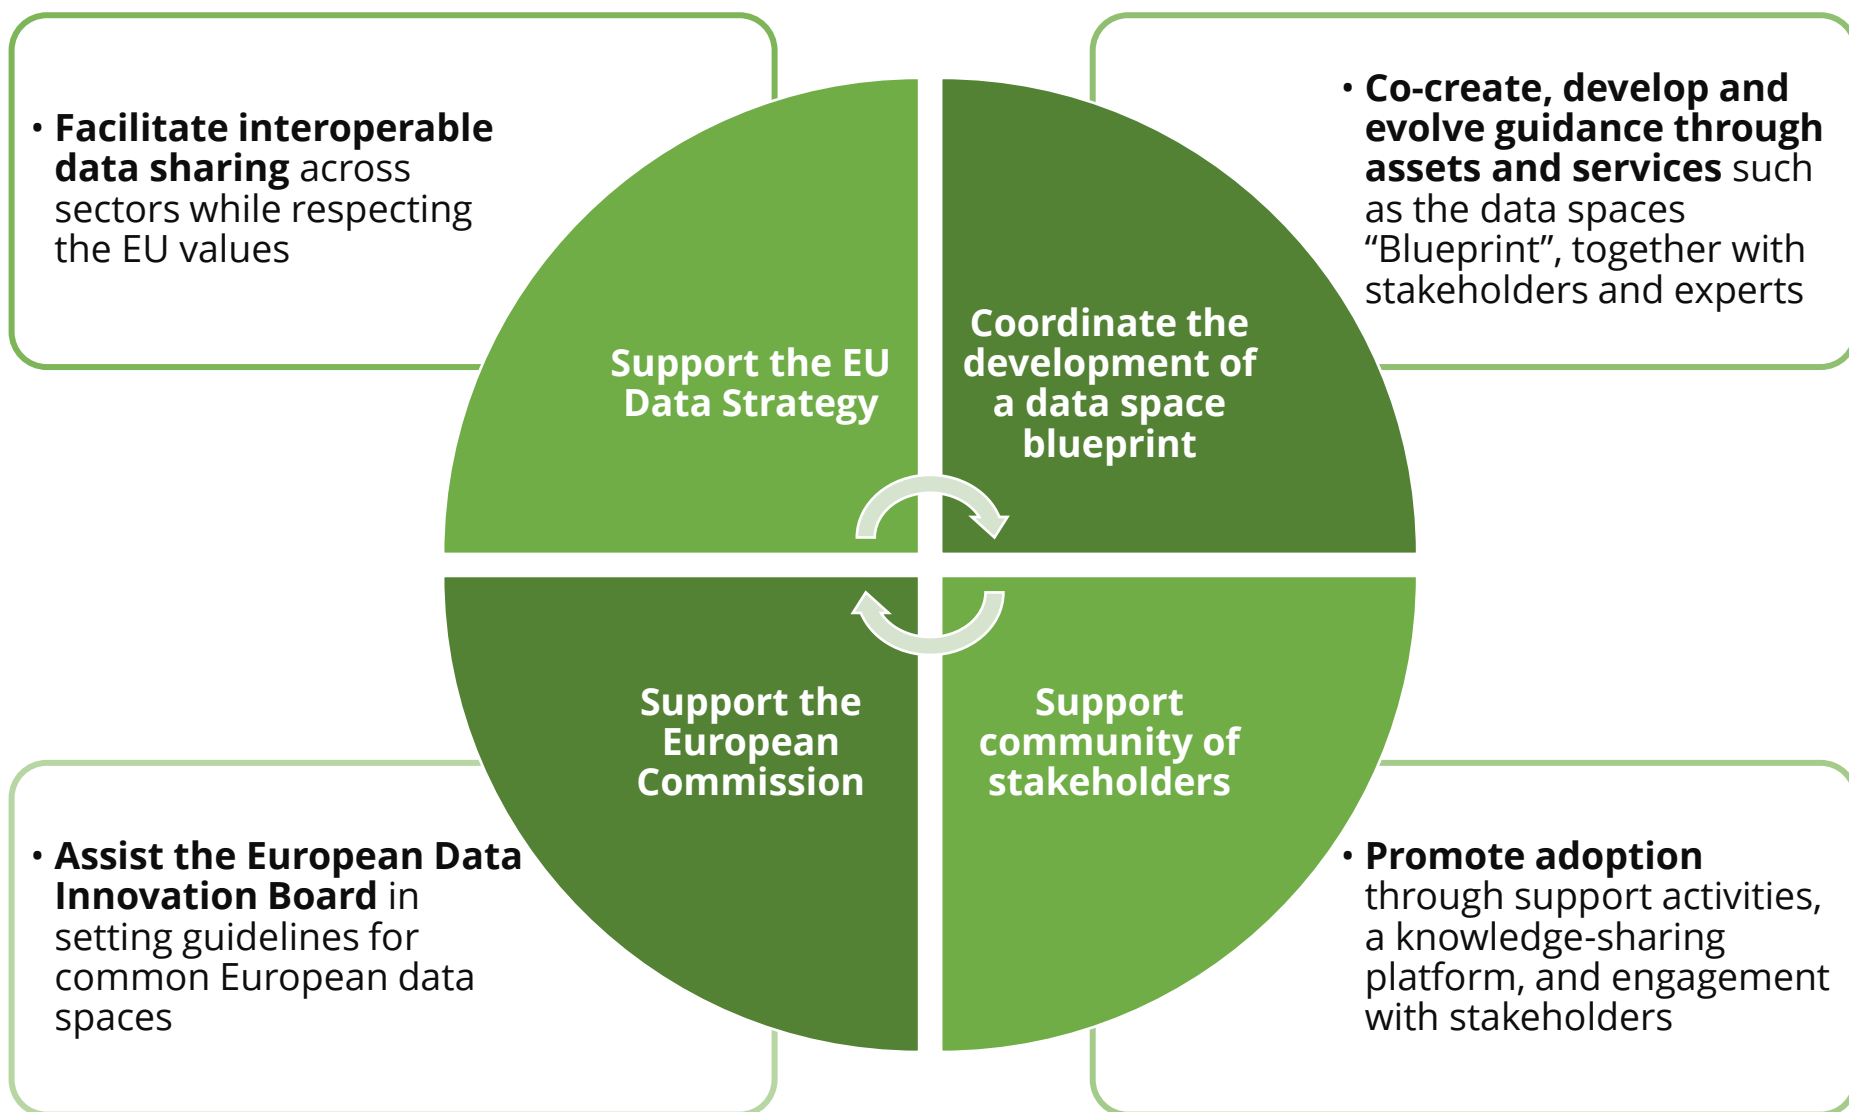 • Facilitate interoperable
data sharing across
sectors while respecting
the EU values
• Co-create, develop and
evolve guidance through
assets and services such
as the data spaces
“Blueprint”, together with
stakeholders and experts
Support the EU
Data Strategy
Coordinate the
development of
a data space
blueprint
Support the
European
Commission
Support
community of
stakeholders
• Assist the European Data
Innovation Board in
setting guidelines for
common European data
spaces
• Promote adoption
through support activities,
a knowledge-sharing
platform, and engagement
with stakeholders